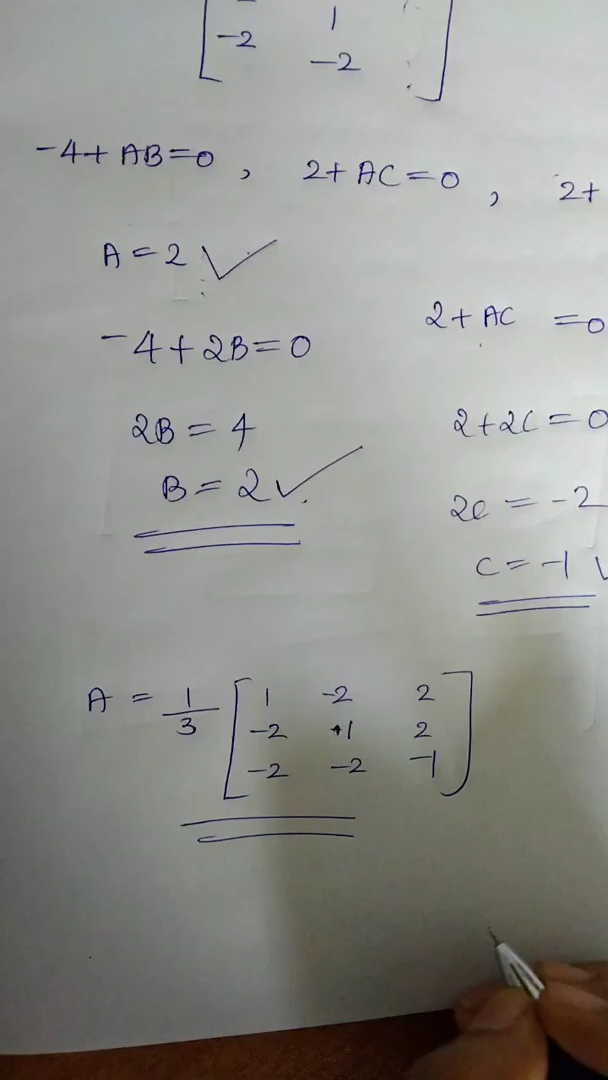 -2 1
-2
-4+AB=0, 2+AC=0, 2+
A=2 ✓
2+AC =0
-4+2B=0
2B=4
2+2C=0
B=2 ✓
2C=-2
C=-1
A = 1/3 [1 -2 2
-2 +1 2
-2 -2 -1]